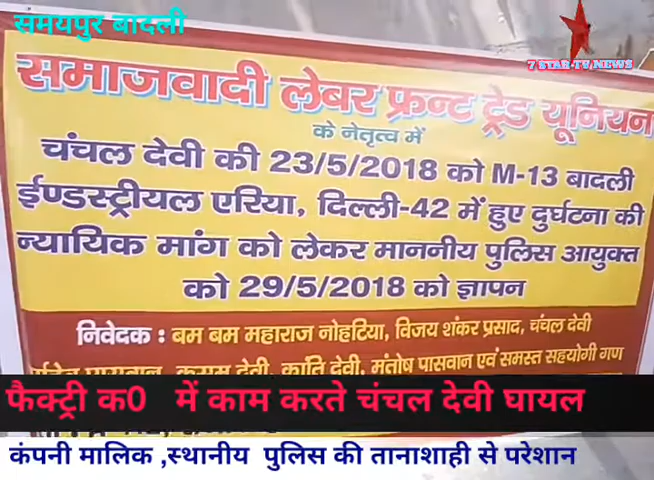 समयपुर बादली
7 STAR.TV.NEWS
समाजवादी लेबर फ्रन्ट ट्रेड यूनियन
के नेतृत्व में
चंचल देवी की 23/5/2018 को M-13 बादली
ईण्डस्ट्रीयल एरिया, दिल्ली-42 में हुए दुर्घटना की
न्यायिक मांग को लेकर माननीय पुलिस आयुक्त
को 29/5/2018 को ज्ञापन
निवेदक : बम बम महाराज नोहटिया, विजय शंकर प्रसाद, चंचल देवी
पासवान, कुसुम देवी, कांति देवी, मंतोष पासवान एवं समस्त सहयोगी गण
फैक्ट्री क0 में काम करते चंचल देवी घायल
कंपनी मालिक ,स्थानीय पुलिस की तानाशाही से परेशान